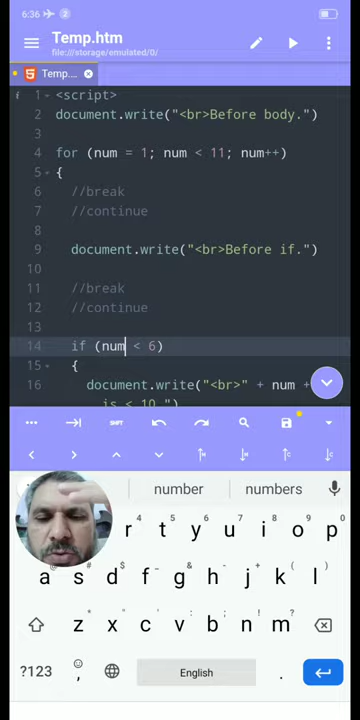 6:36 2
Temp.htm
file:///storage/emulated/0/
Temp....
i 1 <script>
2 document.write("<br>Before body.")
3
4 for (num = 1; num < 11; num++)
5 {
6 //break
7 //continue
8
9 document.write("<br>Before if.")
10
11 //break
12 //continue
13
14 if (num < 6)
15 {
16 document.write("<br>" + num +
is < 10.")
SHIFT
number numbers
r t y u i o p 0
a s d f g h j k l
z x c v b n m
?123 , English .